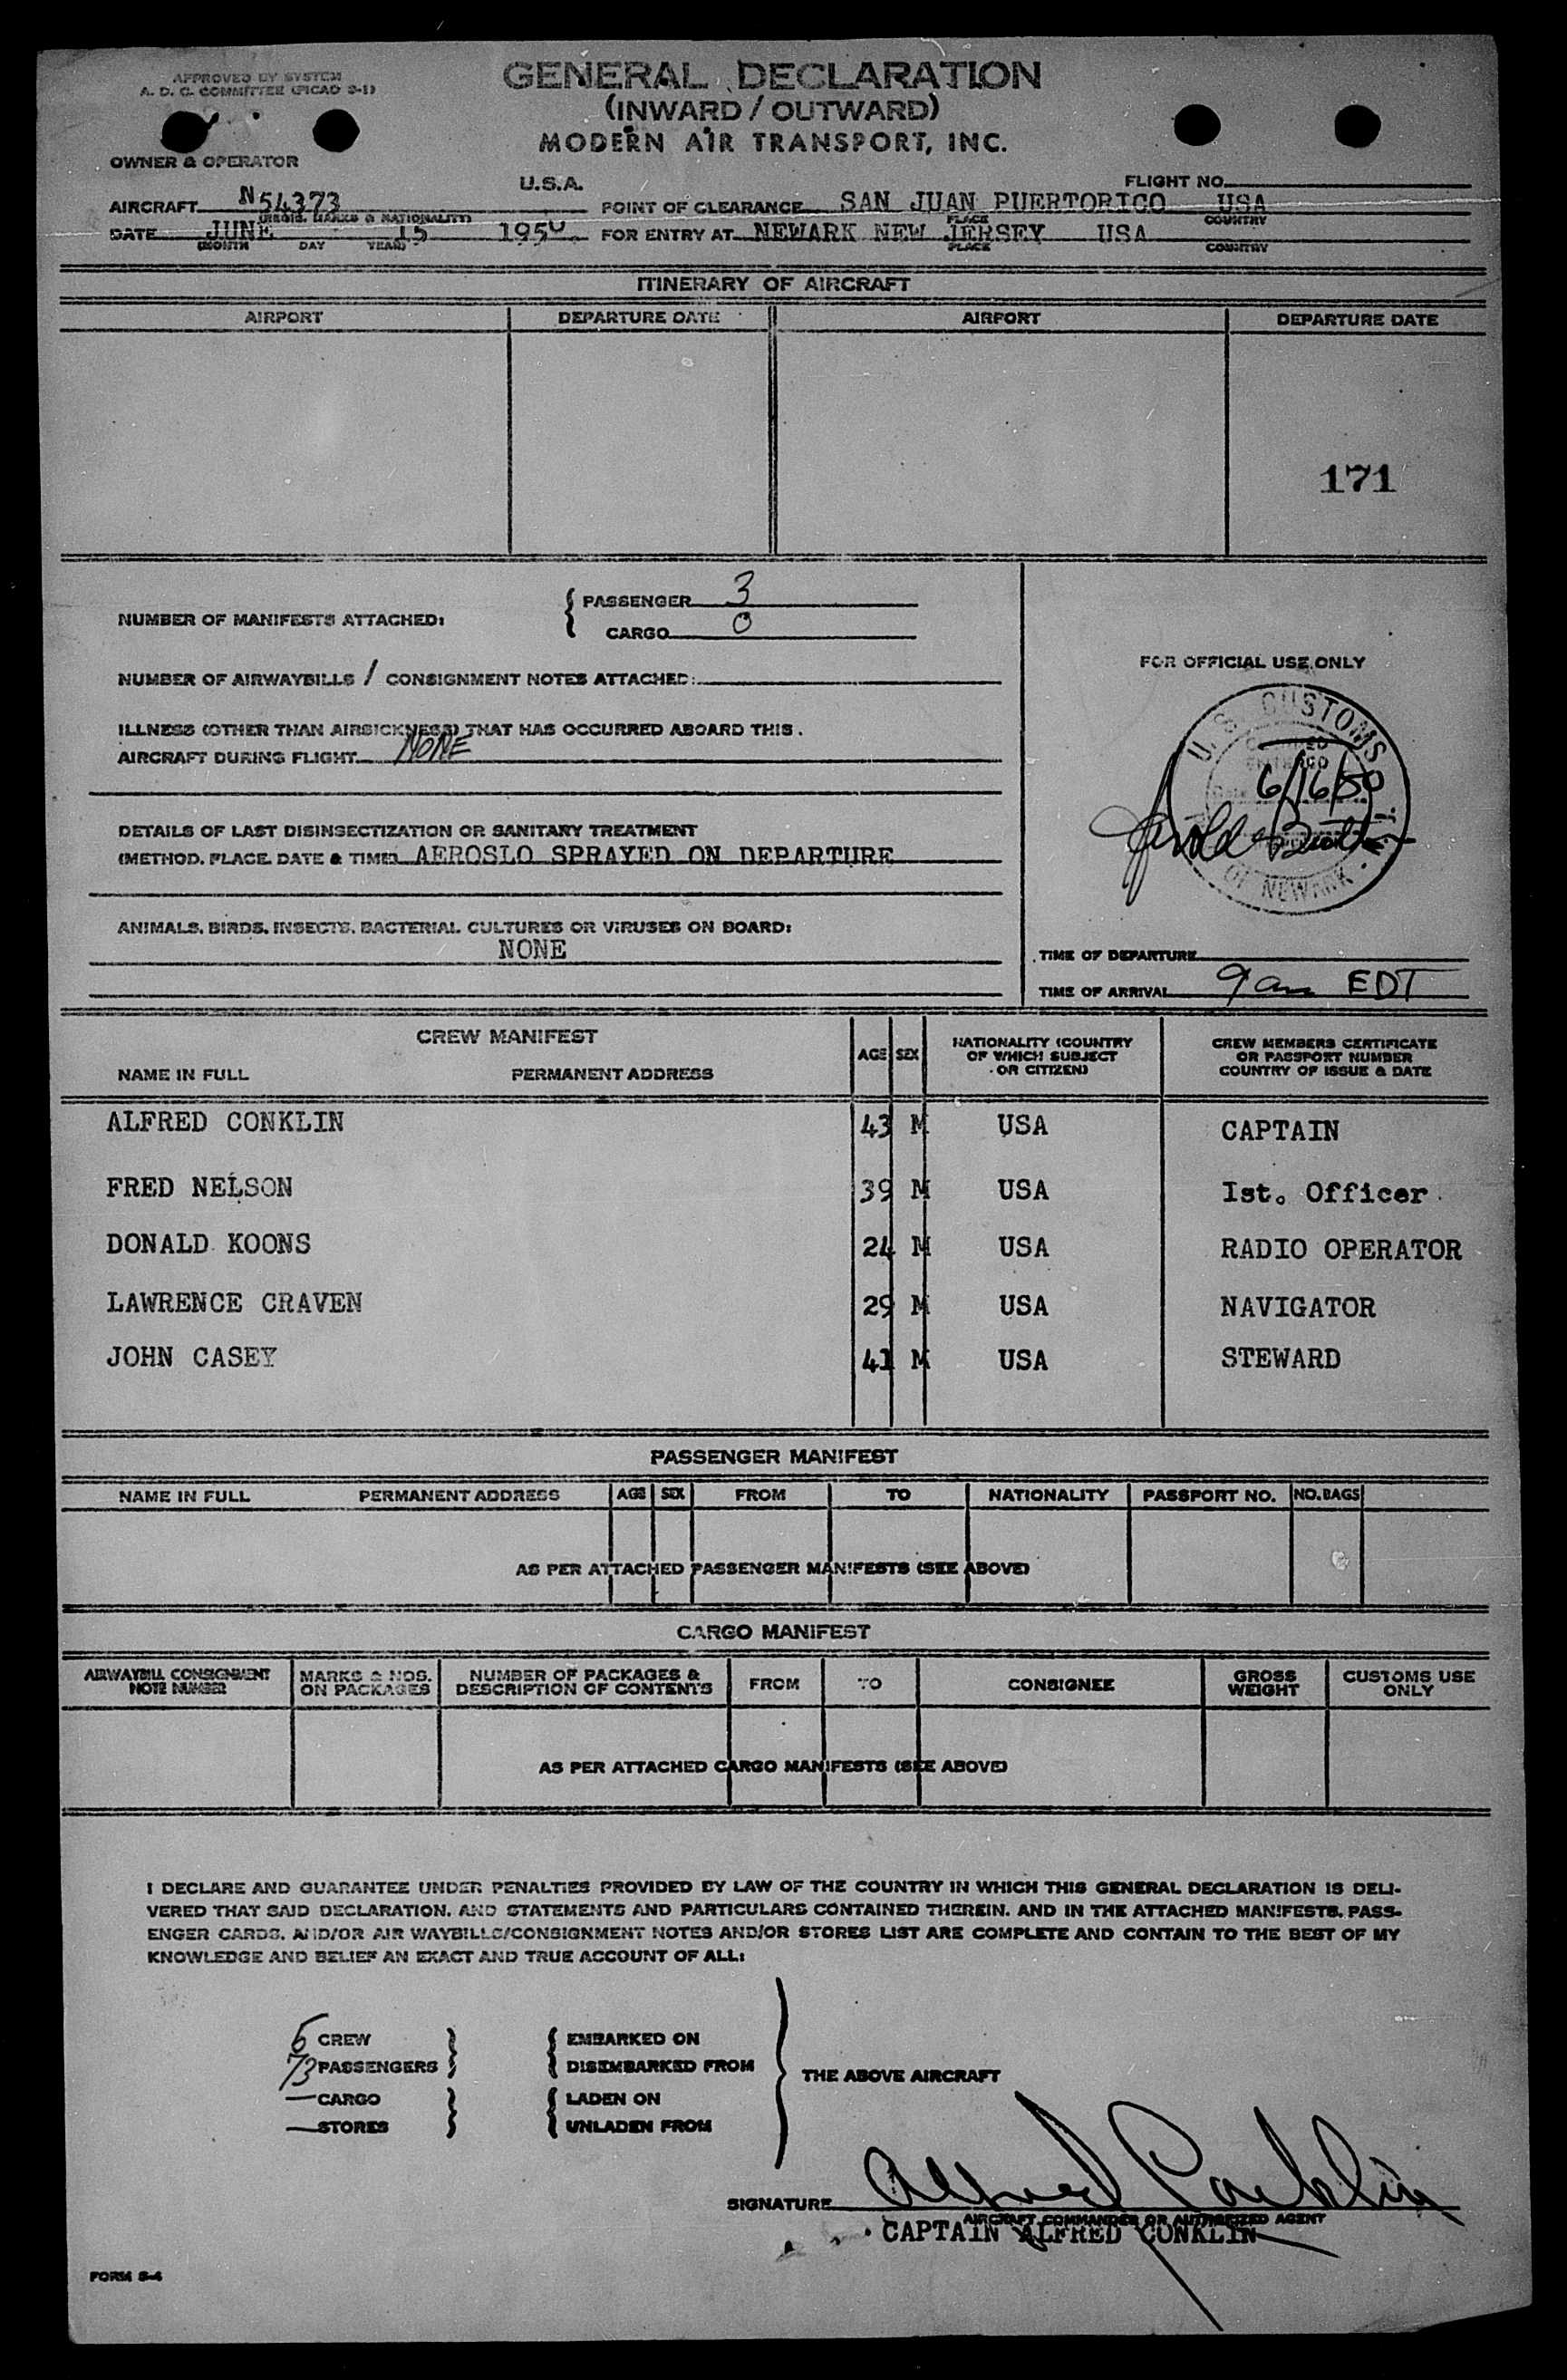 APPROVED BY SYSTEM
A. D. C. COMMITTEE (PICAO S-1)
GENERAL DECLARATION
(INWARD / OUTWARD)
MODERN AIR TRANSPORT, INC.
OWNER & OPERATOR
U.S.A.
FLIGHT NO.
AIRCRAFT N54373 POINT OF CLEARANCE SAN JUAN PUERTORICO USA
(REGIS. MARKS & NATIONALITY) PLACE COUNTRY
DATE JUNE 15 1950. FOR ENTRY AT NEWARK NEW JERSEY USA
(MONTH DAY YEAR) PLACE COUNTRY
ITINERARY OF AIRCRAFT
AIRPORT DEPARTURE DATE AIRPORT DEPARTURE DATE
171
NUMBER OF MANIFESTS ATTACHED: PASSENGER 3
CARGO 0
NUMBER OF AIRWAYBILLS / CONSIGNMENT NOTES ATTACHED:
FOR OFFICIAL USE ONLY
ILLNESS (OTHER THAN AIRSICKNESS) THAT HAS OCCURRED ABOARD THIS
AIRCRAFT DURING FLIGHT NONE
U. S. CUSTOMS
6/16/50
OF NEWARK
DETAILS OF LAST DISINSECTIZATION OR SANITARY TREATMENT
(METHOD, PLACE, DATE & TIME) AEROSLO SPRAYED ON DEPARTURE
ANIMALS, BIRDS, INSECTS, BACTERIAL CULTURES OR VIRUSES ON BOARD:
NONE
TIME OF DEPARTURE
TIME OF ARRIVAL 9 am EDT
CREW MANIFEST
NAME IN FULL PERMANENT ADDRESS AGE SEX NATIONALITY (COUNTRY OF WHICH SUBJECT OR CITIZEN) CREW MEMBERS CERTIFICATE OR PASSPORT NUMBER COUNTRY OF ISSUE & DATE
ALFRED CONKLIN 43 M USA CAPTAIN
FRED NELSON 39 M USA Ist. Officer
DONALD KOONS 24 M USA RADIO OPERATOR
LAWRENCE CRAVEN 29 M USA NAVIGATOR
JOHN CASEY 41 M USA STEWARD
PASSENGER MANIFEST
NAME IN FULL PERMANENT ADDRESS AGE SEX FROM TO NATIONALITY PASSPORT NO. NO. BAGS
AS PER ATTACHED PASSENGER MANIFESTS (SEE ABOVE)
CARGO MANIFEST
AIRWAYBILL CONSIGNMENT NOTE NUMBER MARKS & NOS. ON PACKAGES NUMBER OF PACKAGES & DESCRIPTION OF CONTENTS FROM TO CONSIGNEE GROSS WEIGHT CUSTOMS USE ONLY
AS PER ATTACHED CARGO MANIFESTS (SEE ABOVE)
I DECLARE AND GUARANTEE UNDER PENALTIES PROVIDED BY LAW OF THE COUNTRY IN WHICH THIS GENERAL DECLARATION IS DELI-
VERED THAT SAID DECLARATION, AND STATEMENTS AND PARTICULARS CONTAINED THEREIN, AND IN THE ATTACHED MANIFESTS, PASS-
ENGER CARDS, AND/OR AIR WAYBILLS/CONSIGNMENT NOTES AND/OR STORES LIST ARE COMPLETE AND CONTAIN TO THE BEST OF MY
KNOWLEDGE AND BELIEF AN EXACT AND TRUE ACCOUNT OF ALL:
CREW EMBARKED ON
73 PASSENGERS DISEMBARKED FROM
THE ABOVE AIRCRAFT
— CARGO LADEN ON
— STORES UNLADEN FROM
SIGNATURE Alfred Conklin
AIRCRAFT COMMANDER OR AUTHORIZED AGENT
CAPTAIN ALFRED CONKLIN
FORM S-4